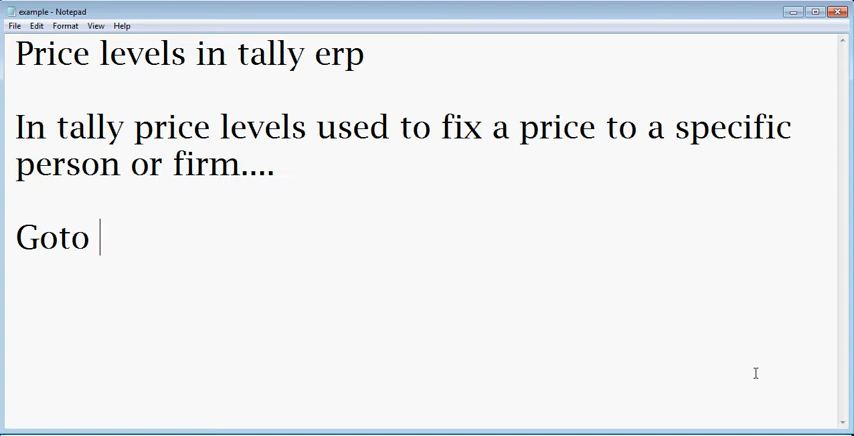 example - Notepad
File Edit Format View Help
Price levels in tally erp
In tally price levels used to fix a price to a specific
person or firm....
Goto